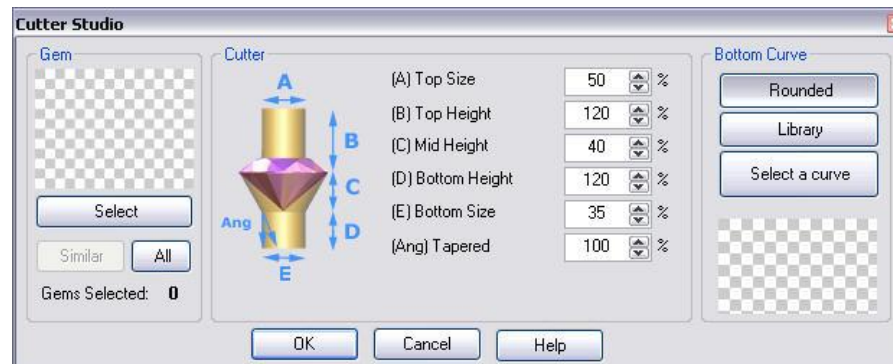 Cutter Studio
Gem
Select
Similar All
Gems Selected: 0
Cutter
A
B
C
Ang
D
E
(A) Top Size 50 %
(B) Top Height 120 %
(C) Mid Height 40 %
(D) Bottom Height 120 %
(E) Bottom Size 35 %
(Ang) Tapered 100 %
Bottom Curve
Rounded
Library
Select a curve
OK Cancel Help